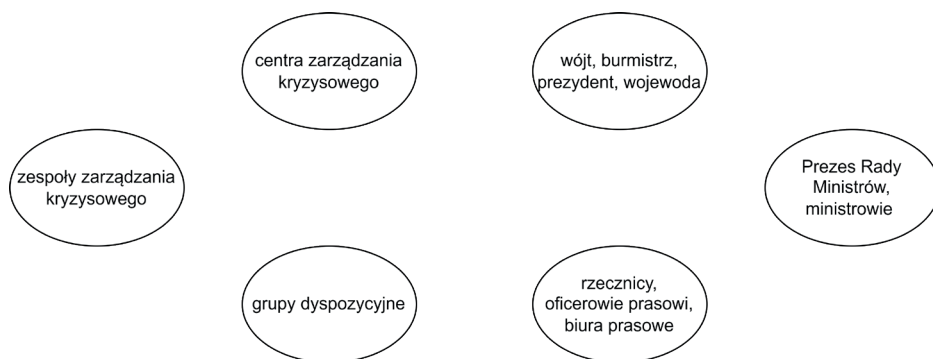 centra zarządzania
kryzysowego
wójt, burmistrz,
prezydent, wojewoda
zespoły zarządzania
kryzysowego
Prezes Rady
Ministrów,
ministrowie
grupy dyspozycyjne
rzecznicy,
oficerowie prasowi,
biura prasowe